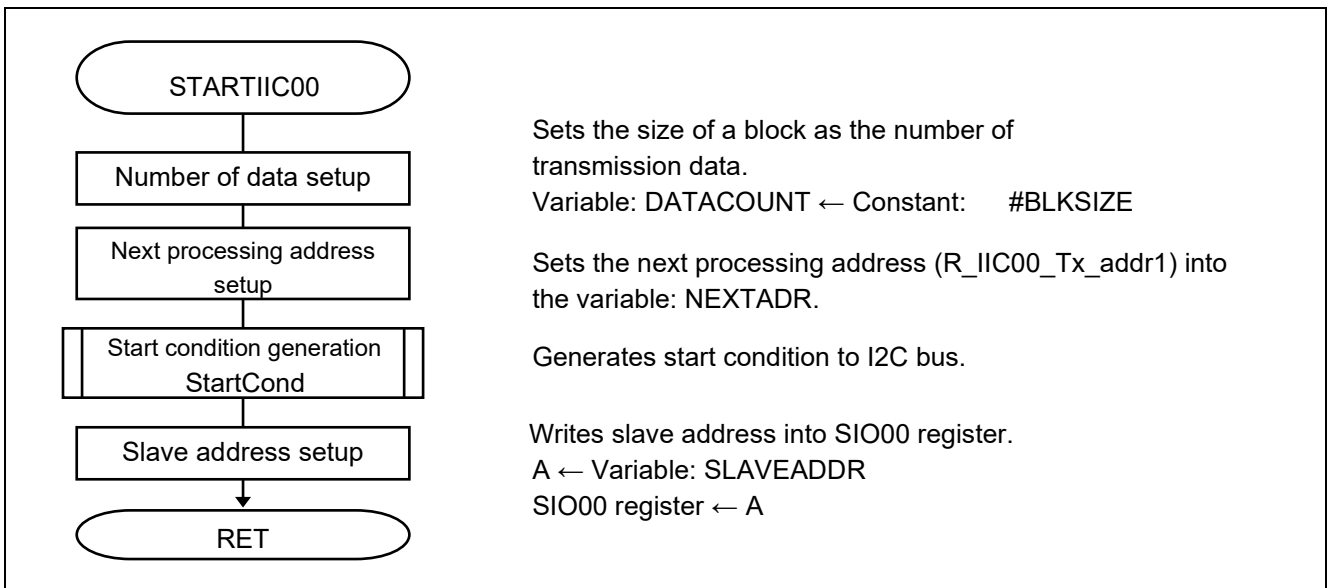 STARTIIC00
Number of data setup
Sets the size of a block as the number of
transmission data.
Variable: DATACOUNT ← Constant: #BLKSIZE
Next processing address
setup
Sets the next processing address (R_IIC00_Tx_addr1) into
the variable: NEXTADR.
Start condition generation
StartCond
Generates start condition to I2C bus.
Slave address setup
Writes slave address into SIO00 register.
A ← Variable: SLAVEADDR
SIO00 register ← A
RET